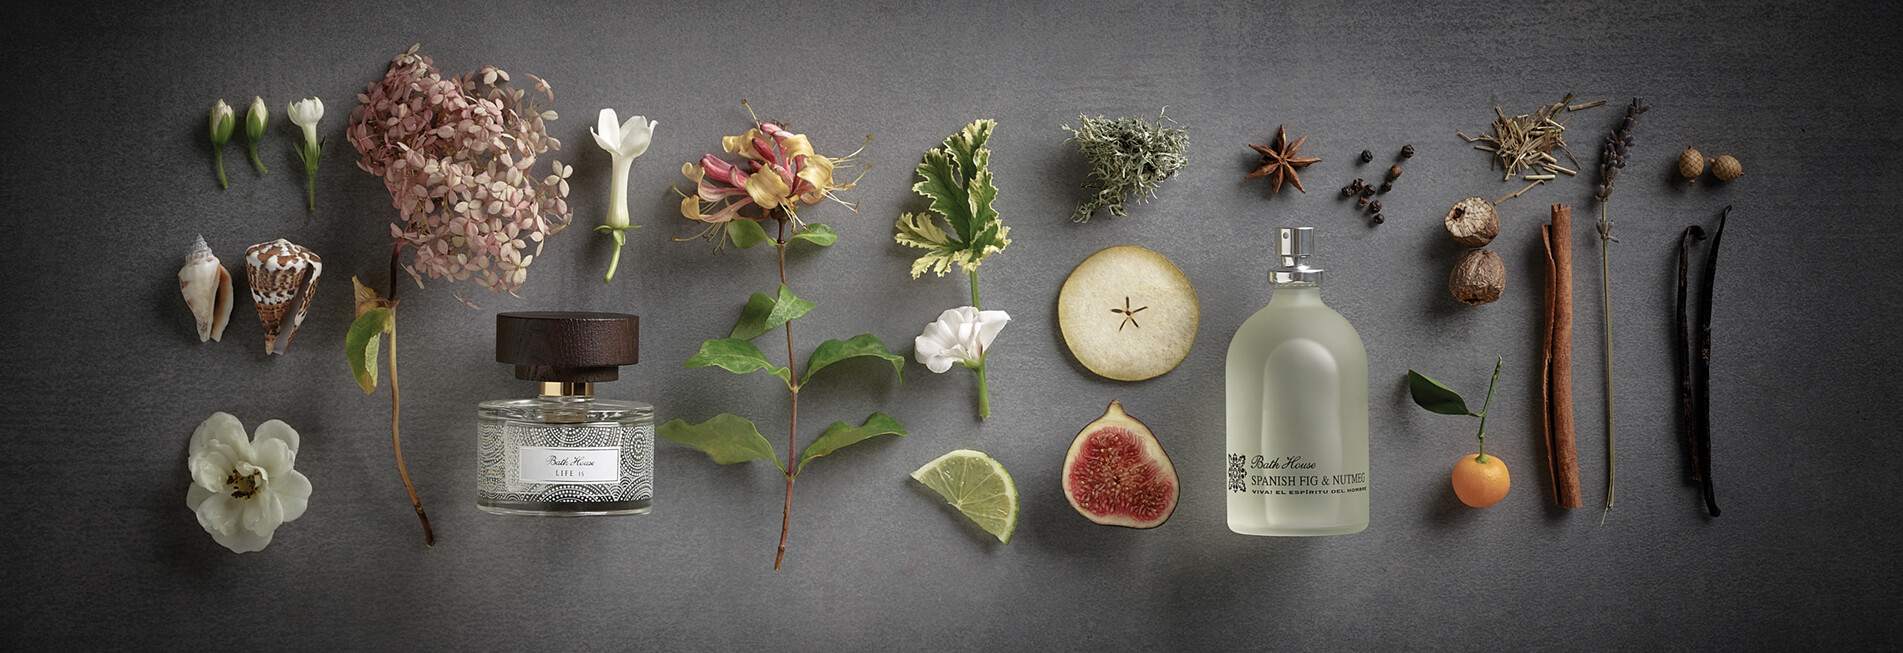 Bath House
LIFE IS
Bath House
SPANISH FIG & NUTMEG
VIVA! EL ESPÍRITU DEL HOMBRE